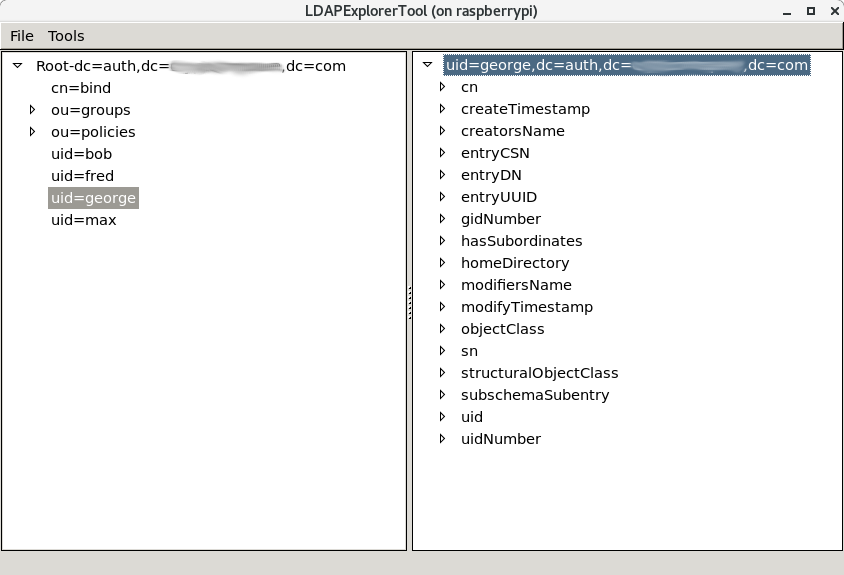 LDAPExplorerTool (on raspberrypi)
File Tools
Root-dc=auth,dc= ,dc=com
cn=bind
ou=groups
ou=policies
uid=bob
uid=fred
uid=george
uid=max
uid=george,dc=auth,dc= ,dc=com
cn
createTimestamp
creatorsName
entryCSN
entryDN
entryUUID
gidNumber
hasSubordinates
homeDirectory
modifiersName
modifyTimestamp
objectClass
sn
structuralObjectClass
subschemaSubentry
uid
uidNumber